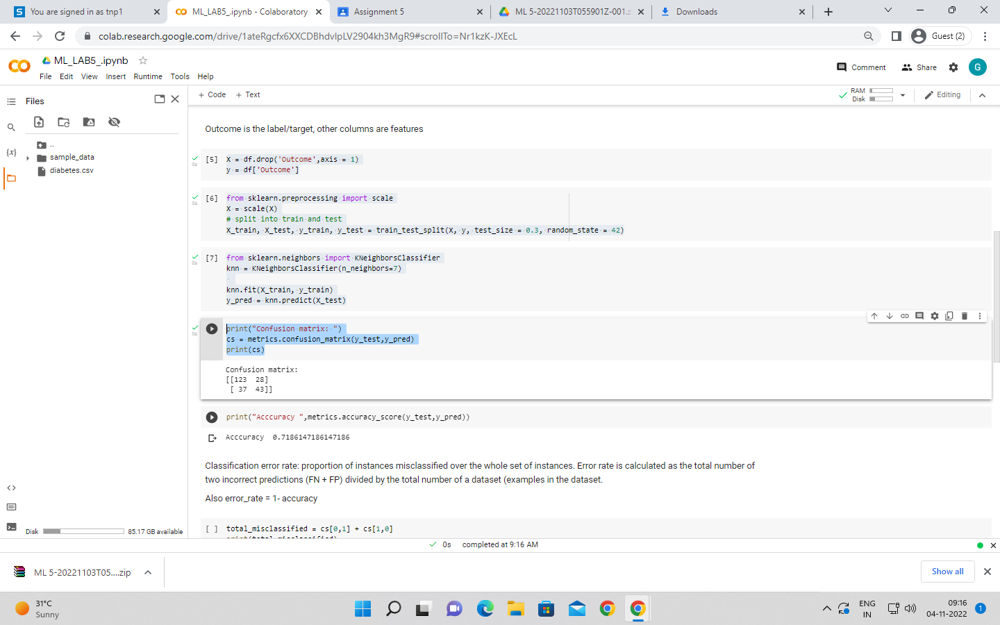 You are signed in as tnp1
ML_LAB5_.ipynb - Colaboratory
Assignment 5
ML 5-20221103T055901Z-001.z
Downloads
colab.research.google.com/drive/1ateRgcfx6XXCDBhdvlpLV2904kh3MgR9#scrollTo=Nr1kzK-JXEcL
Guest (2)
ML_LAB5_.ipynb
File Edit View Insert Runtime Tools Help
Comment
Share
G
Files
+ Code + Text
RAM
Disk
Editing
..
sample_data
diabetes.csv
{x}
Outcome is the label/target, other columns are features
[5] X = df.drop('Outcome',axis = 1)
0s
y = df['Outcome']
[6] from sklearn.preprocessing import scale
0s
X = scale(X)
# split into train and test
X_train, X_test, y_train, y_test = train_test_split(X, y, test_size = 0.3, random_state = 42)
[7] from sklearn.neighbors import KNeighborsClassifier
0s
knn = KNeighborsClassifier(n_neighbors=7)
knn.fit(X_train, y_train)
y_pred = knn.predict(X_test)
print("Confusion matrix: ")
0s
cs = metrics.confusion_matrix(y_test,y_pred)
print(cs)
Confusion matrix:
[[123  28]
[ 37  43]]
print("Acccuracy ",metrics.accuracy_score(y_test,y_pred))
Acccuracy  0.7186147186147186
Classification error rate: proportion of instances misclassified over the whole set of instances. Error rate is calculated as the total number of
two incorrect predictions (FN + FP) divided by the total number of a dataset (examples in the dataset.
Also error_rate = 1- accuracy
[ ] total_misclassified = cs[0,1] + cs[1,0]
print(total_misclassified)
Disk
85.17 GB available
0s completed at 9:16 AM
ML 5-20221103T05....zip
Show all
31°C
Sunny
ENG
IN
09:16
04-11-2022
1